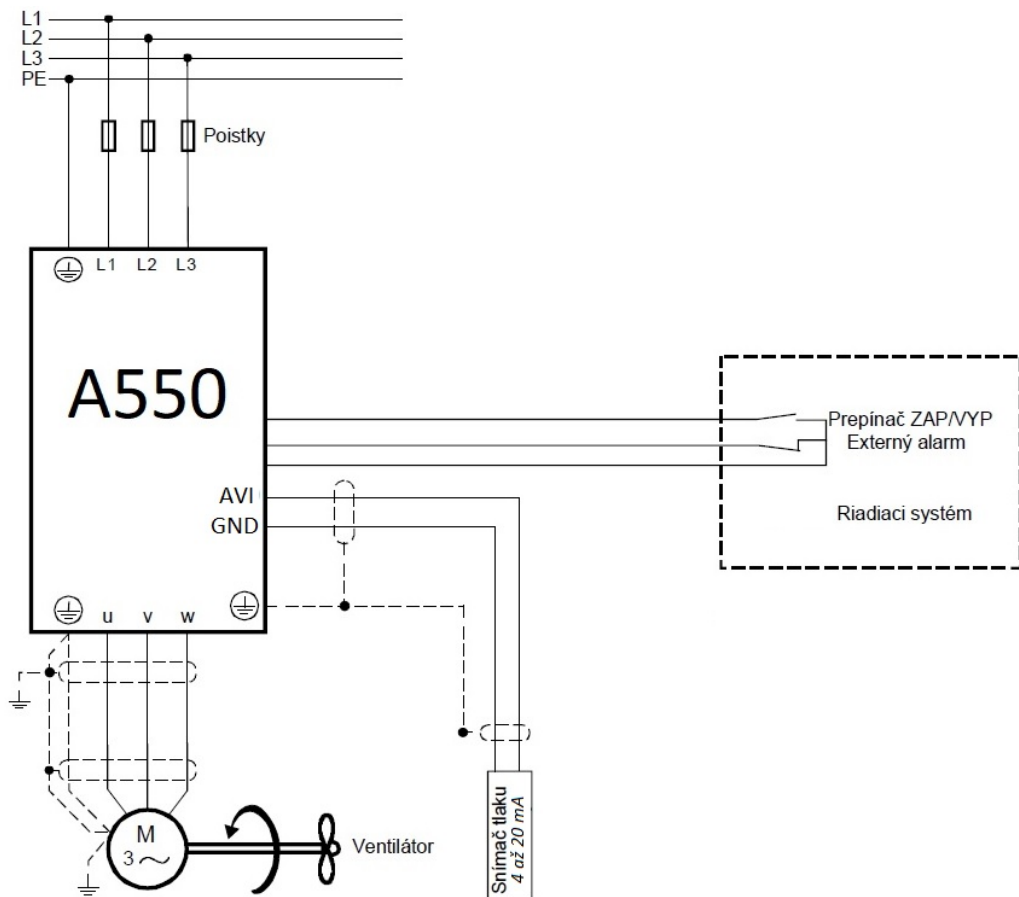 L1
L2
L3
PE
Poistky
L1 L2 L3
A550
Prepínač ZAP/VYP
Externý alarm
AVI
GND
Riadiaci systém
u v w
M
3
Ventilátor
Snímač tlaku
4 až 20 mA